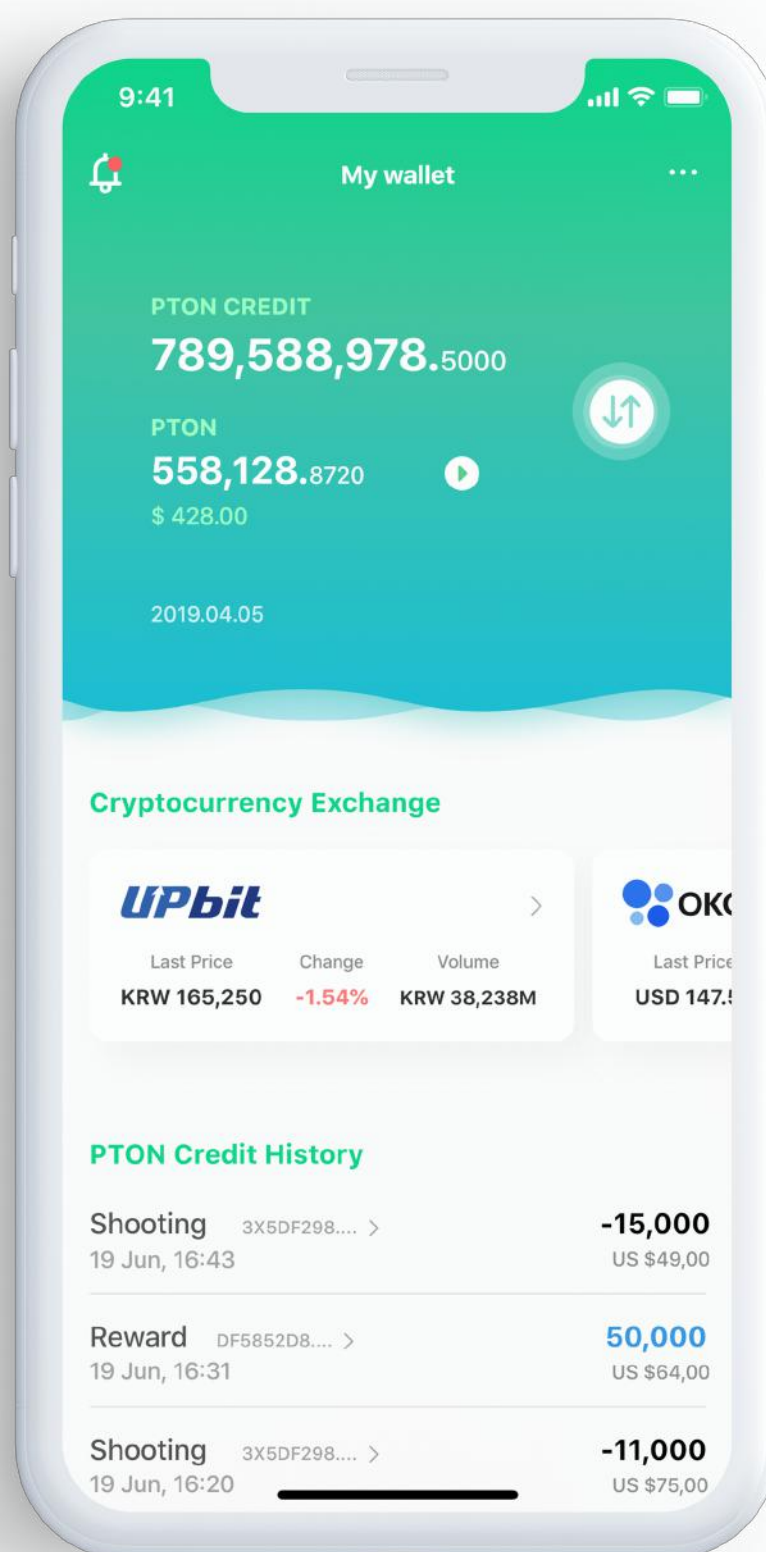 9:41
My wallet
...
PTON CREDIT
789,588,978.5000
PTON
558,128.8720
$ 428.00
2019.04.05
Cryptocurrency Exchange
UPbit
Last Price Change Volume
KRW 165,250 -1.54% KRW 38,238M
Last Price
USD 147.
PTON Credit History
Shooting 3X5DF298.... > -15,000
19 Jun, 16:43 US $49,00
Reward DF5852D8.... > 50,000
19 Jun, 16:31 US $64,00
Shooting 3X5DF298.... > -11,000
19 Jun, 16:20 US $75,00